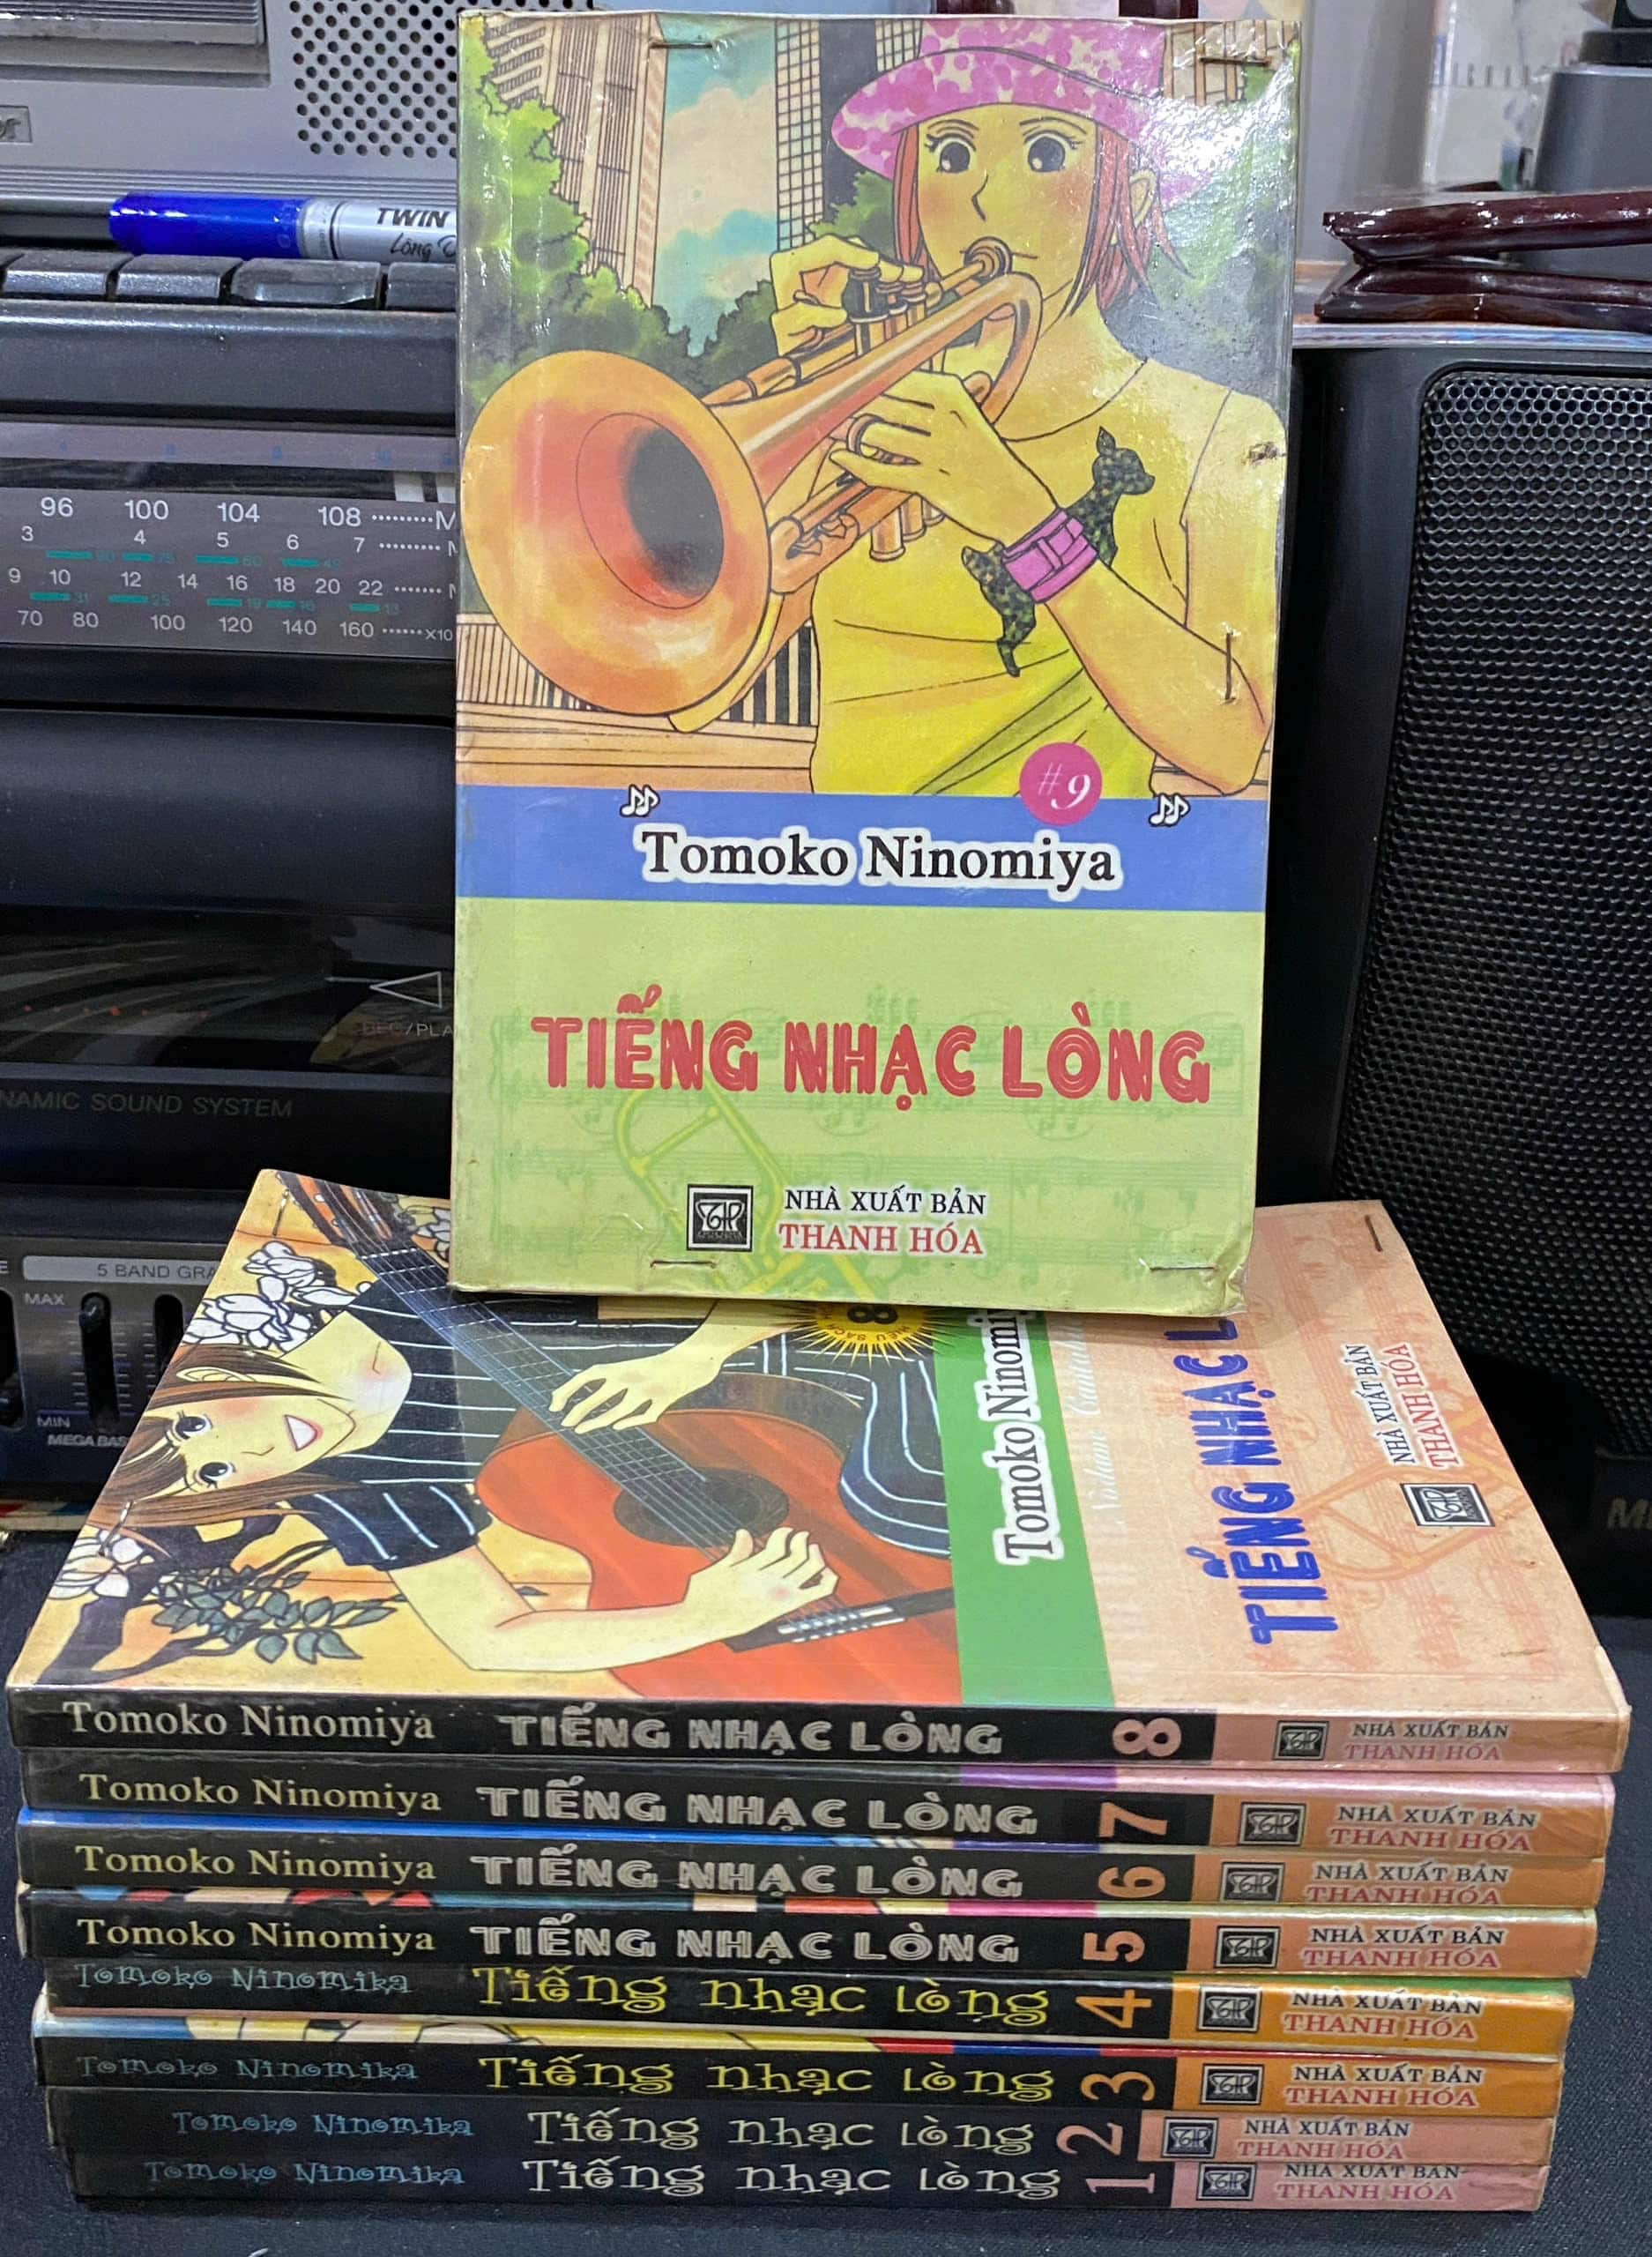 TWIN
Lông
96 100 104 108
3 4 5 6 7
9 10 12 14 16 18 20 22
70 80 100 120 140 160 x10
#9
Tomoko Ninomiya
TIẾNG NHẠC LÒNG
NHÀ XUẤT BẢN
THANH HÓA
REC/PLA
NAMIC SOUND SYSTEM
5 BAND GRA
MAX
MIN
MEGA BAS
8
Tomoko Ninomi
TIẾNG NHẠC L
NHÀ XUẤT BẢN
THANH HÓA
Tomoko Ninomiya TIẾNG NHẠC LÒNG 8 NHÀ XUẤT BẢN
THANH HÓA
Tomoko Ninomiya TIẾNG NHẠC LÒNG 7 NHÀ XUẤT BẢN
THANH HÓA
Tomoko Ninomiya TIẾNG NHẠC LÒNG 6 NHÀ XUẤT BẢN
THANH HÓA
Tomoko Ninomiya TIẾNG NHẠC LÒNG 5 NHÀ XUẤT BẢN
THANH HÓA
Tomoko Ninomika Tiếng nhạc lòng 4 NHÀ XUẤT BẢN
THANH HÓA
Tomoko Ninomika Tiếng nhạc lòng 3 NHÀ XUẤT BẢN
THANH HÓA
Tomoko Ninomika Tiếng nhạc lòng 2 NHÀ XUẤT BẢN
THANH HÓA
Tomoko Ninomika Tiếng nhạc lòng 1 NHÀ XUẤT BẢN
THANH HÓA